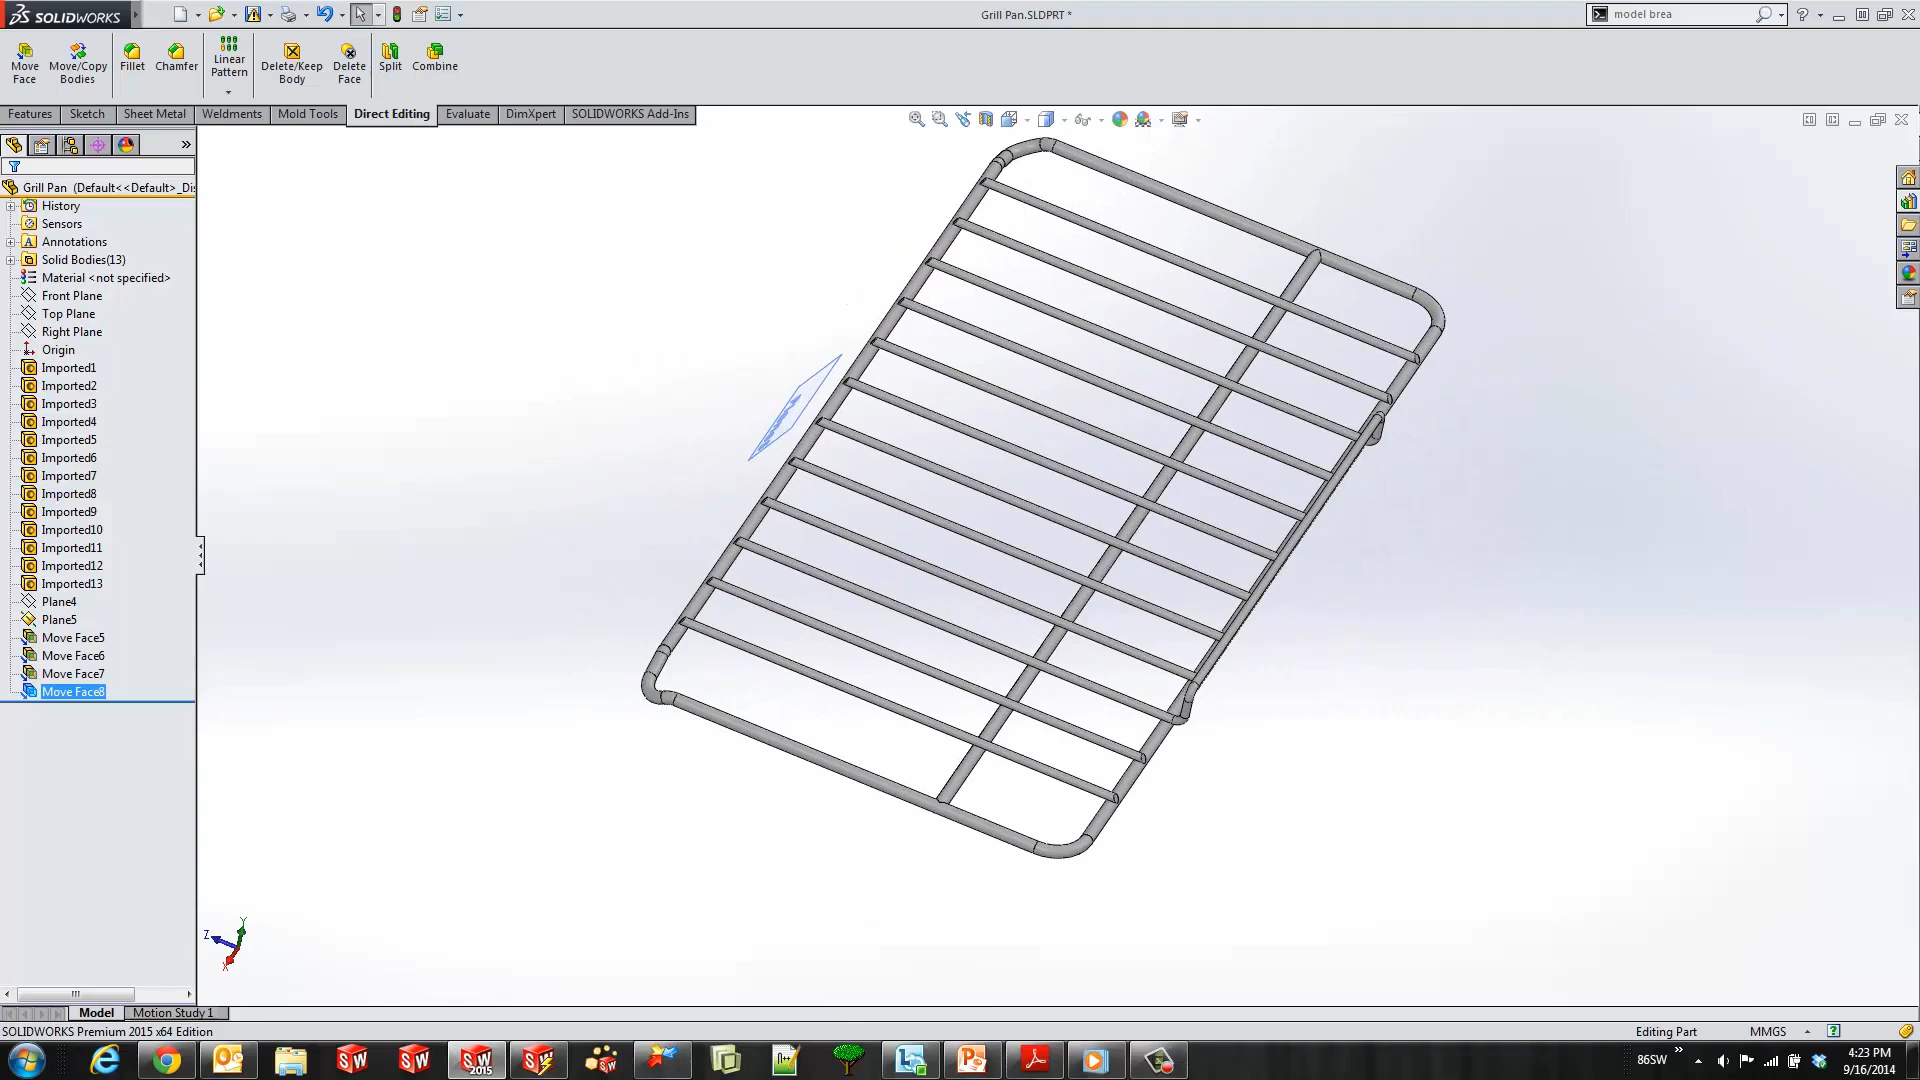 SOLIDWORKS
Grill Pan.SLDPRT *
model brea
Move Face
Move/Copy Bodies
Fillet
Chamfer
Linear Pattern
Delete/Keep Body
Delete Face
Split
Combine
Features
Sketch
Sheet Metal
Weldments
Mold Tools
Direct Editing
Evaluate
DimXpert
SOLIDWORKS Add-Ins
Grill Pan (Default<<Default>_Dis
History
Sensors
Annotations
Solid Bodies(13)
Material <not specified>
Front Plane
Top Plane
Right Plane
Origin
Imported1
Imported2
Imported3
Imported4
Imported5
Imported6
Imported7
Imported8
Imported9
Imported10
Imported11
Imported12
Imported13
Plane4
Plane5
Move Face5
Move Face6
Move Face7
Move Face8
Y
Z
X
Model
Motion Study 1
SOLIDWORKS Premium 2015 x64 Edition
Editing Part
MMGS
86SW
4:23 PM
9/16/2014